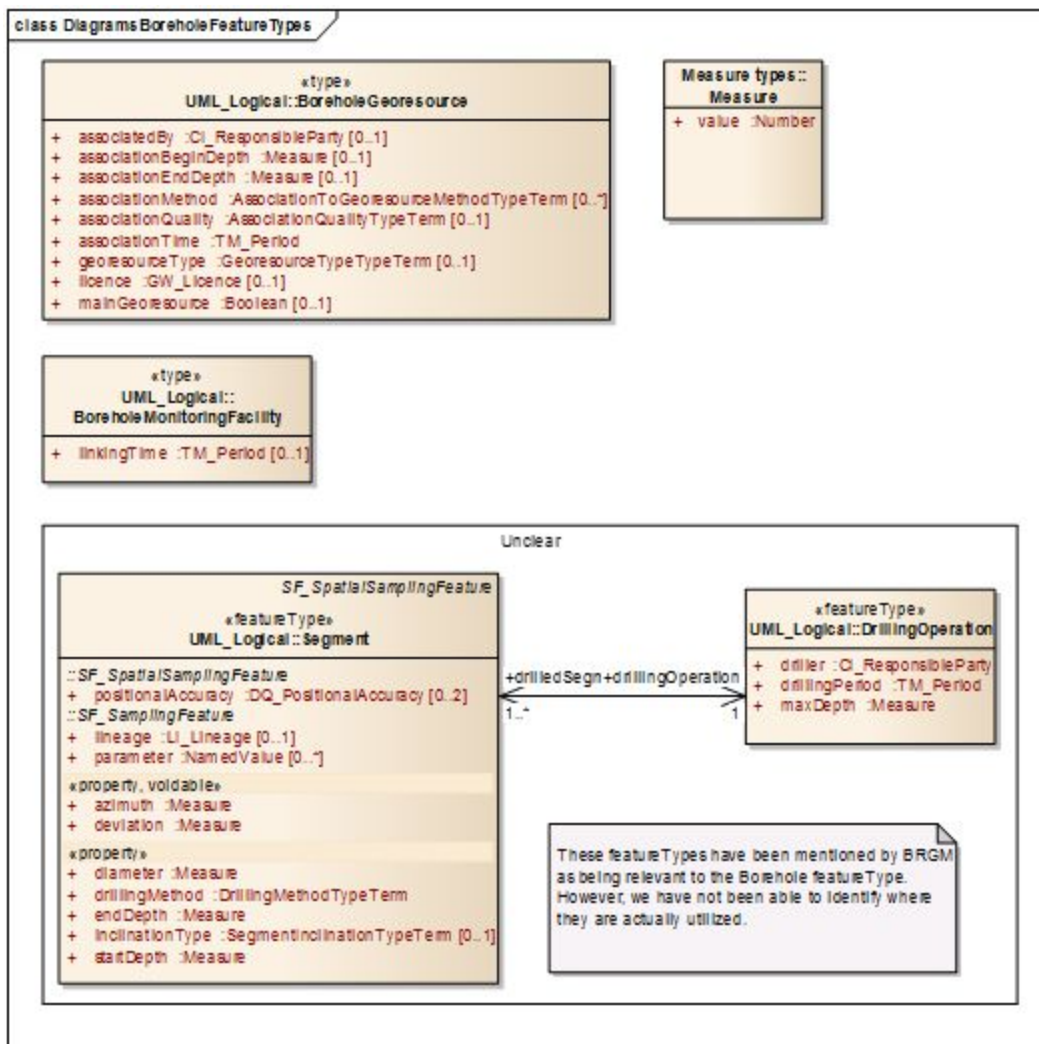 class DiagramsBoreholeFeatureTypes
«type»
UML_Logical::BoreholeGeoresource
+ associatedBy :CI_ResponsibleParty [0..1]
+ associationBeginDepth :Measure [0..1]
+ associationEndDepth :Measure [0..1]
+ associationMethod :AssociationToGeoresourceMethodTypeTerm [0..*]
+ associationQuality :AssociationQualityTypeTerm [0..1]
+ associationTime :TM_Period
+ georesourceType :GeoresourceTypeTypeTerm [0..1]
+ licence :GW_Licence [0..1]
+ mainGeoresource :Boolean [0..1]
Measure types::
Measure
+ value :Number
«type»
UML_Logical::
BoreholeMonitoringFacility
+ linkingTime :TM_Period [0..1]
Unclear
SF_SpatialSamplingFeature
«featureType»
UML_Logical::Segment
::SF_SpatialSamplingFeature
+ positionalAccuracy :DQ_PositionalAccuracy [0..2]
::SF_SamplingFeature
+ lineage :LI_Lineage [0..1]
+ parameter :NamedValue [0..*]
«property, voidable»
+ azimuth :Measure
+ deviation :Measure
«property»
+ diameter :Measure
+ drillingMethod :DrillingMethodTypeTerm
+ endDepth :Measure
+ inclinationType :SegmentInclinationTypeTerm [0..1]
+ startDepth :Measure
+drilledSegn+drillingOperation
1..* 1
«featureType»
UML_Logical::DrillingOperation
+ driller :CI_ResponsibleParty
+ drillingPeriod :TM_Period
+ maxDepth :Measure
These featureTypes have been mentioned by BRGM
as being relevant to the Borehole featureType.
However, we have not been able to identify where
they are actually utilized.